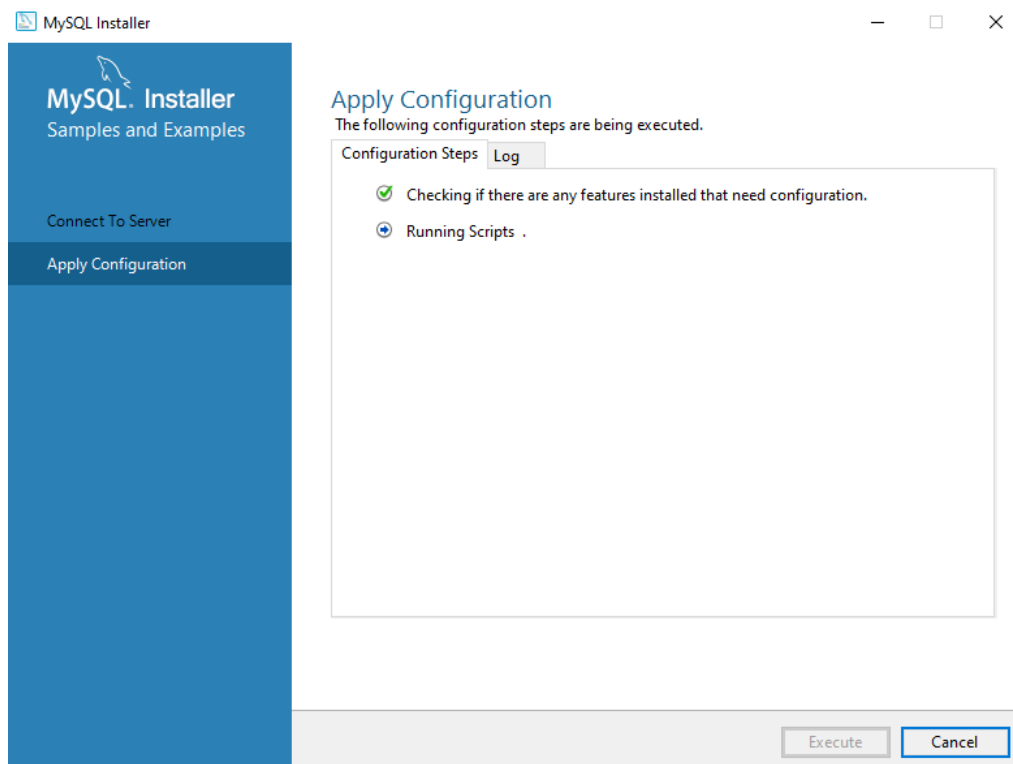 MySQL Installer
MySQL. Installer
Samples and Examples
Connect To Server
Apply Configuration
Apply Configuration
The following configuration steps are being executed.
Configuration Steps
Log
Checking if there are any features installed that need configuration.
Running Scripts .
Execute
Cancel